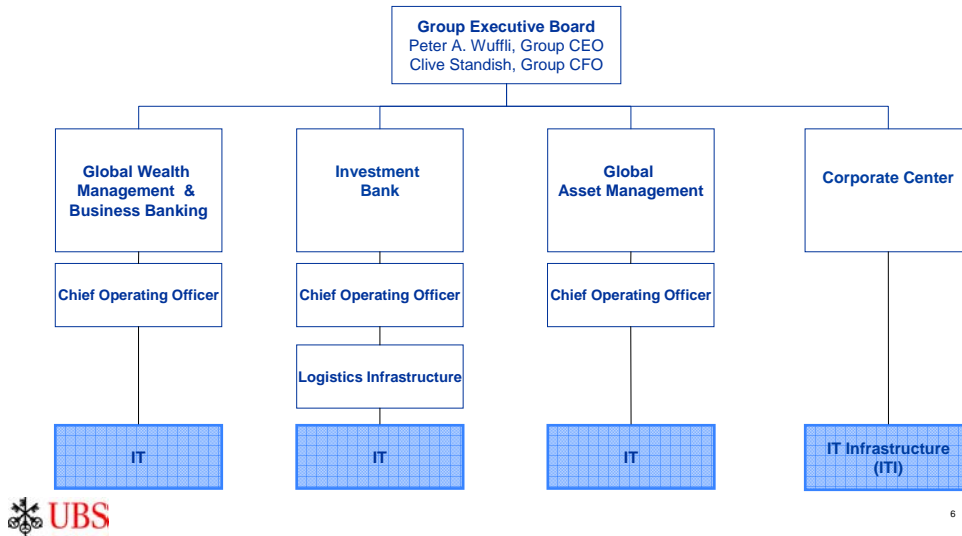 Group Executive Board
Peter A. Wuffli, Group CEO
Clive Standish, Group CFO
Global Wealth
Management &
Business Banking
Investment
Bank
Global
Asset Management
Corporate Center
Chief Operating Officer
Chief Operating Officer
Chief Operating Officer
Logistics Infrastructure
IT
IT
IT
IT Infrastructure
(ITI)
UBS
6